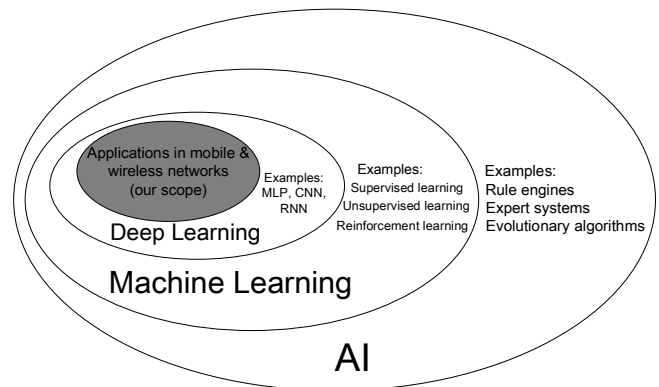 Applications in mobile &
wireless networks
(our scope)
Examples:
MLP, CNN,
RNN
Deep Learning
Examples:
Supervised learning
Unsupervised learning
Reinforcement learning
Machine Learning
Examples:
Rule engines
Expert systems
Evolutionary algorithms
AI